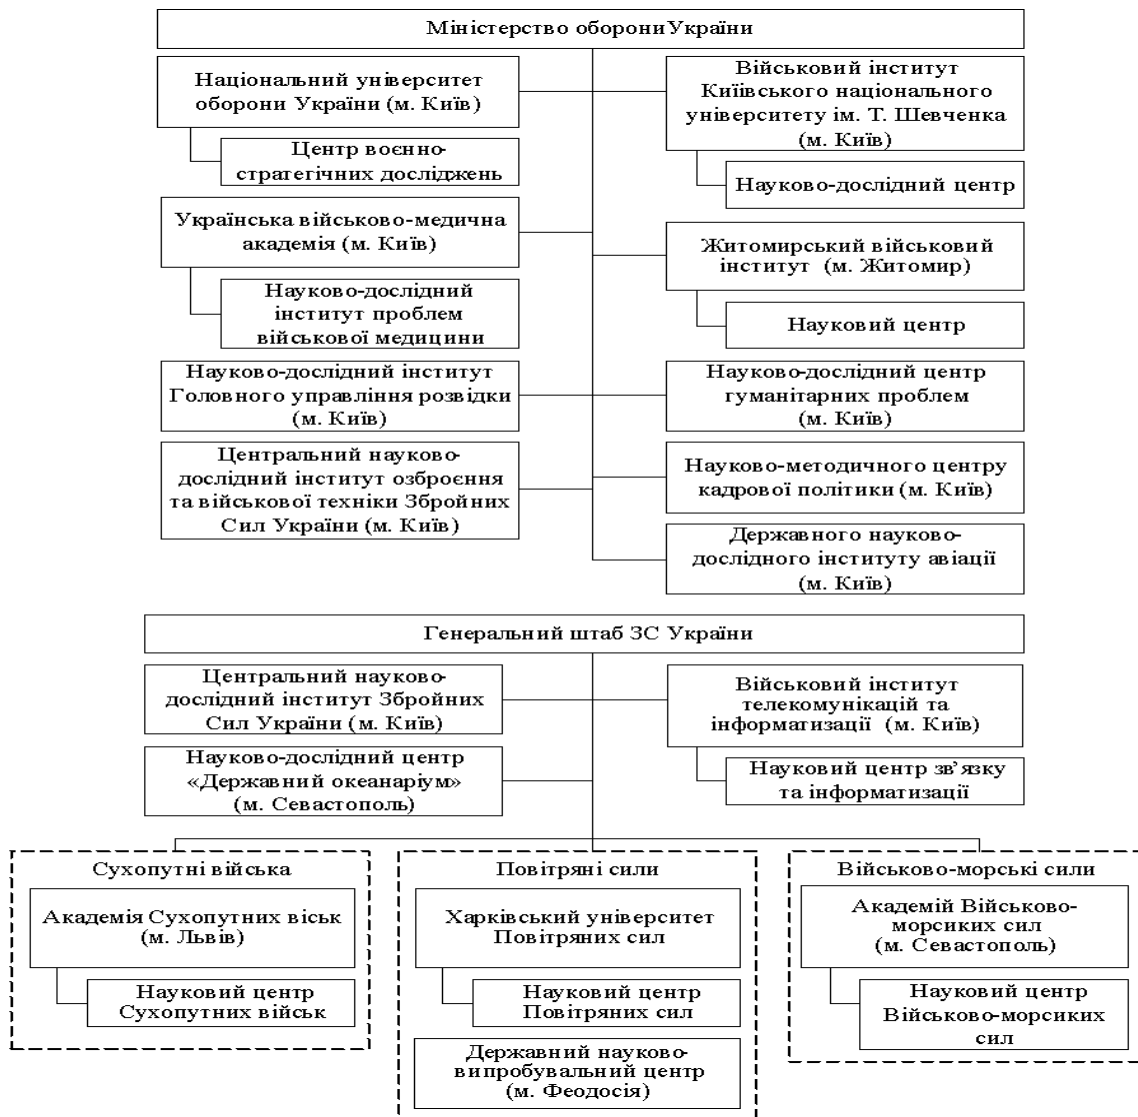 Міністерство оборони України
Національний університет
оборони України (м. Київ)
Центр воєнно-
стратегічних досліджень
Українська військово-медична
академія (м. Київ)
Науково-дослідний
інститут проблем
військової медицини
Науково-дослідний інститут
Головного управління розвідки
(м. Київ)
Центральний науково-
дослідний інститут озброєння
та військової техніки Збройних
Сил України (м. Київ)
Військовий інститут
Київського національного
університету ім. Т. Шевченка
(м. Київ)
Науково-дослідний центр
Житомирський військовий
інститут (м. Житомир)
Науковий центр
Науково-дослідний центр
гуманітарних проблем
(м. Київ)
Науково-методичного центру
кадрової політики (м. Київ)
Державного науково-
дослідного інституту авіації
(м. Київ)
Генеральний штаб ЗС України
Центральний науково-
дослідний інститут Збройних
Сил України (м. Київ)
Науково-дослідний центр
«Державний океанаріум»
(м. Севастополь)
Військовий інститут
телекомунікацій та
інформатизації (м. Київ)
Науковий центр зв’язку
та інформатизації
Сухопутні війська
Академія Сухопутних віськ
(м. Львів)
Науковий центр
Сухопутних військ
Повітряні сили
Харківський університет
Повітряних сил
Науковий центр
Повітряних сил
Державний науково-
випробувальний центр
(м. Феодосія)
Військово-морські сили
Академій Військово-
морсиких сил
(м. Севастополь)
Науковий центр
Військово-морсиких
сил